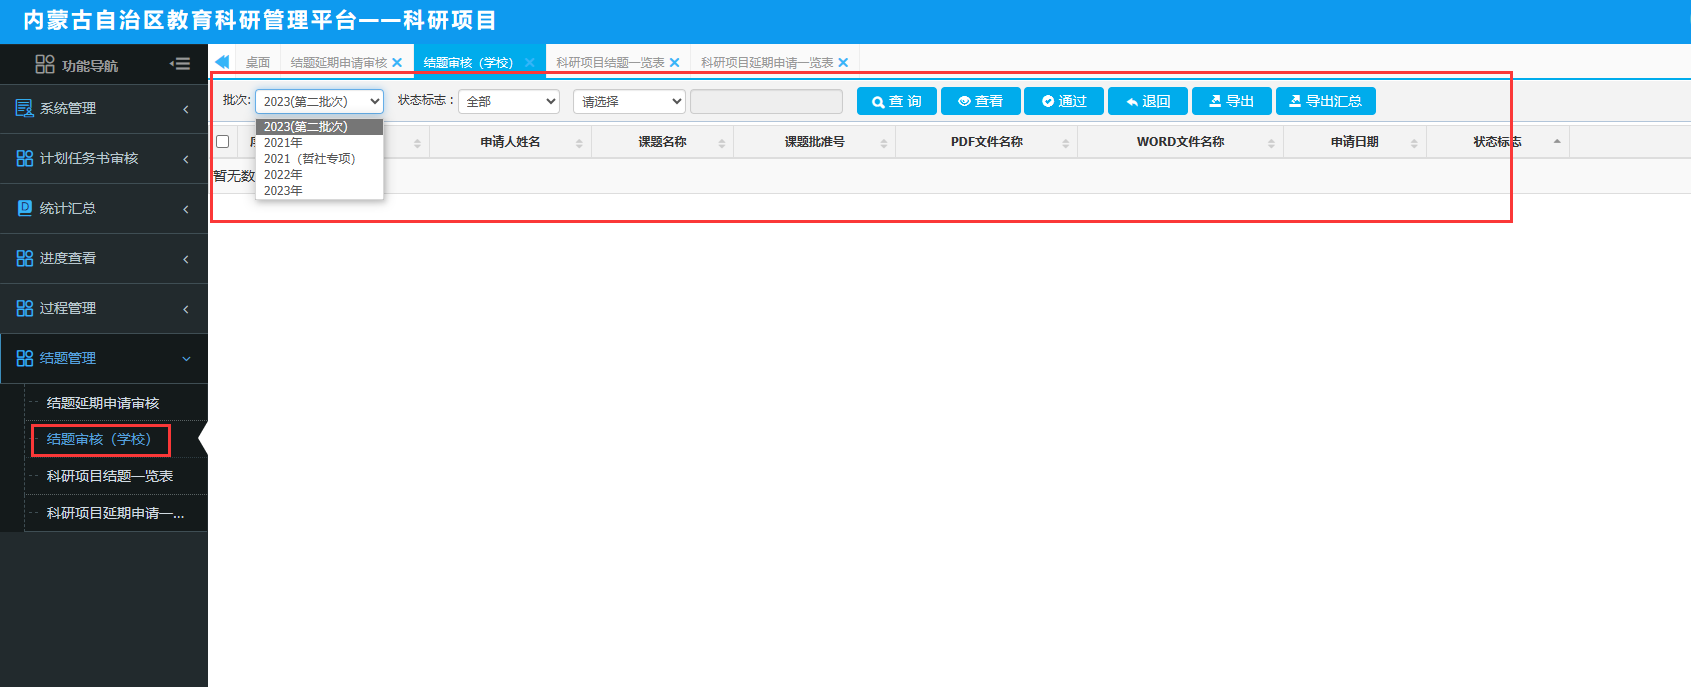 内蒙古自治区教育科研管理平台——科研项目
功能导航
桌面 结题延期申请审核 结题审核（学校） 科研项目结题一览表 科研项目延期申请一览表
批次: 2023(第二批次) 状态标志： 全部 请选择 查 询 查看 通过 退回 导出 导出汇总
2023(第二批次)
2021年
2021（哲社专项)
2022年
2023年
申请人姓名 课题名称 课题批准号 PDF文件名称 WORD文件名称 申请日期 状态标志
暂无数
系统管理
计划任务书审核
统计汇总
进度查看
过程管理
结题管理
结题延期申请审核
结题审核（学校）
科研项目结题一览表
科研项目延期申请一...